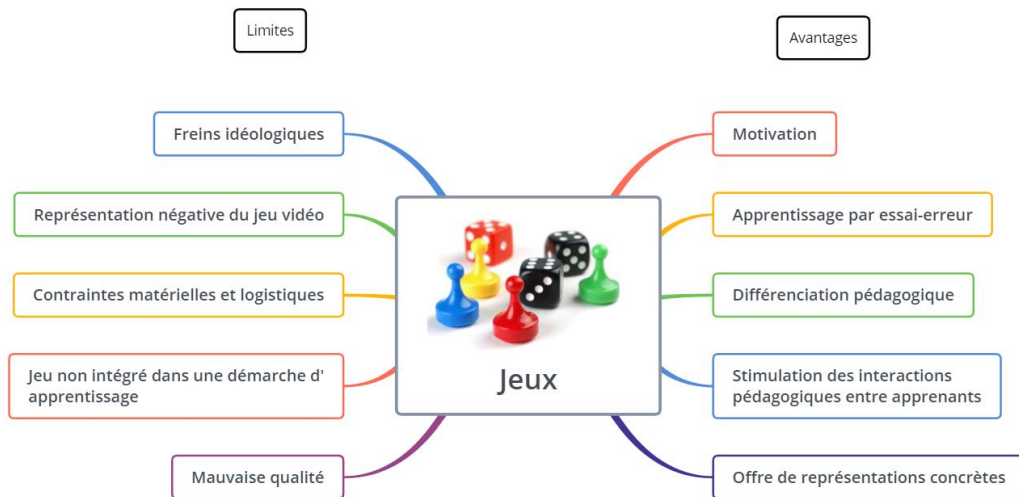 Limites
Avantages
Freins idéologiques
Représentation négative du jeu vidéo
Contraintes matérielles et logistiques
Jeu non intégré dans une démarche d'
apprentissage
Mauvaise qualité
Jeux
Motivation
Apprentissage par essai-erreur
Différenciation pédagogique
Stimulation des interactions
pédagogiques entre apprenants
Offre de représentations concrètes